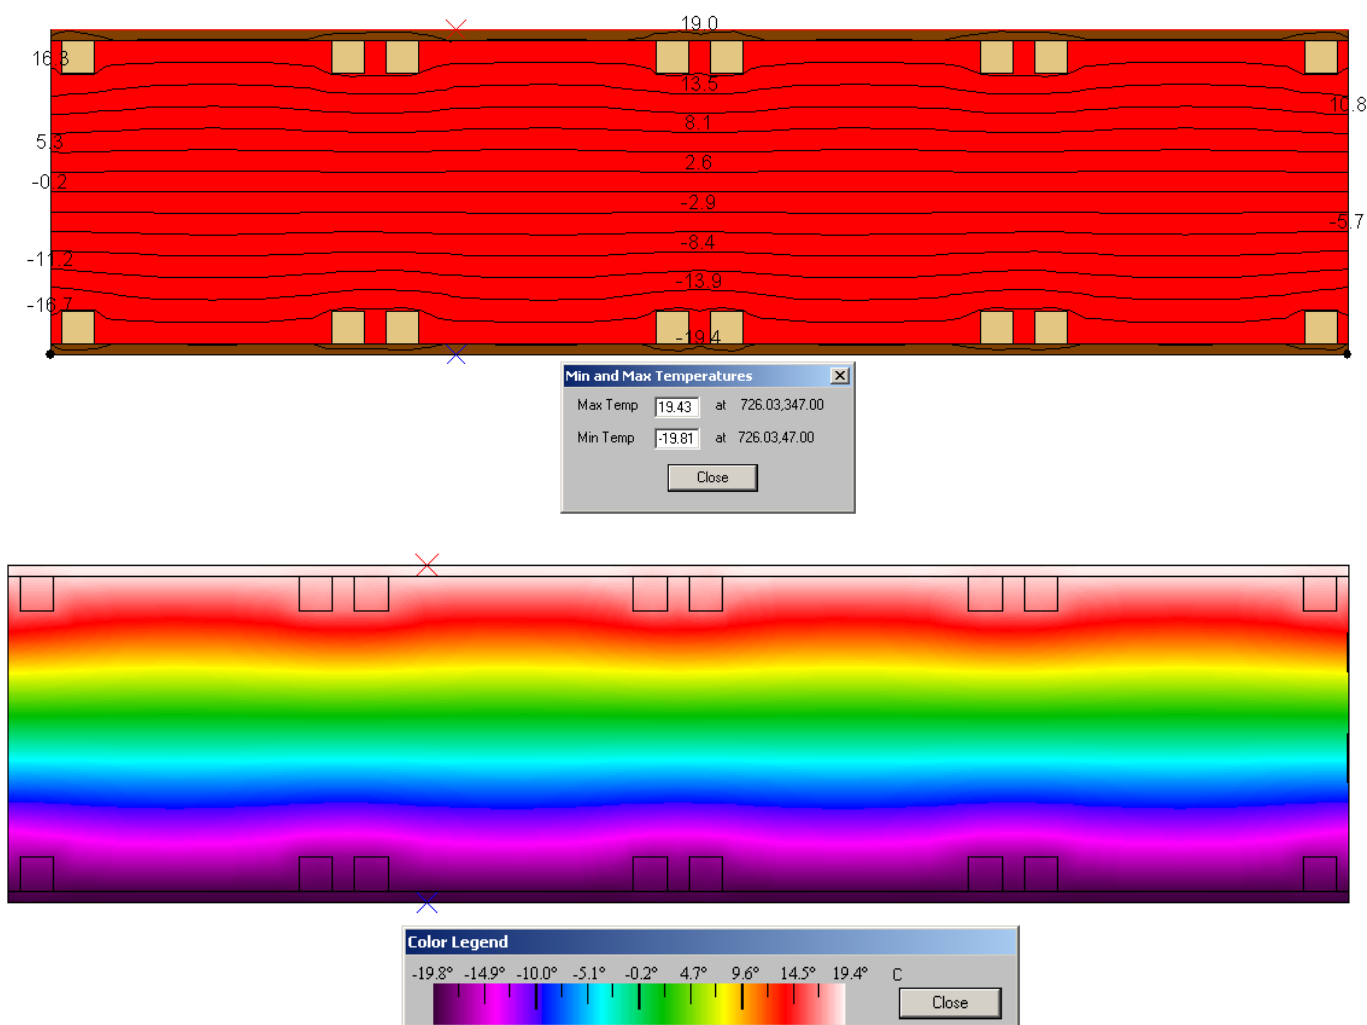 19.0
16.3
13.5
10.8
8.1
5.3
2.6
-0.2
-2.9
-5.7
-8.4
-11.2
-13.9
-16.7
-19.4
Min and Max Temperatures
Max Temp 19.43 at 726.03,347.00
Min Temp -19.81 at 726.03,47.00
Close
Color Legend
-19.8° -14.9° -10.0° -5.1° -0.2° 4.7° 9.6° 14.5° 19.4° C
Close